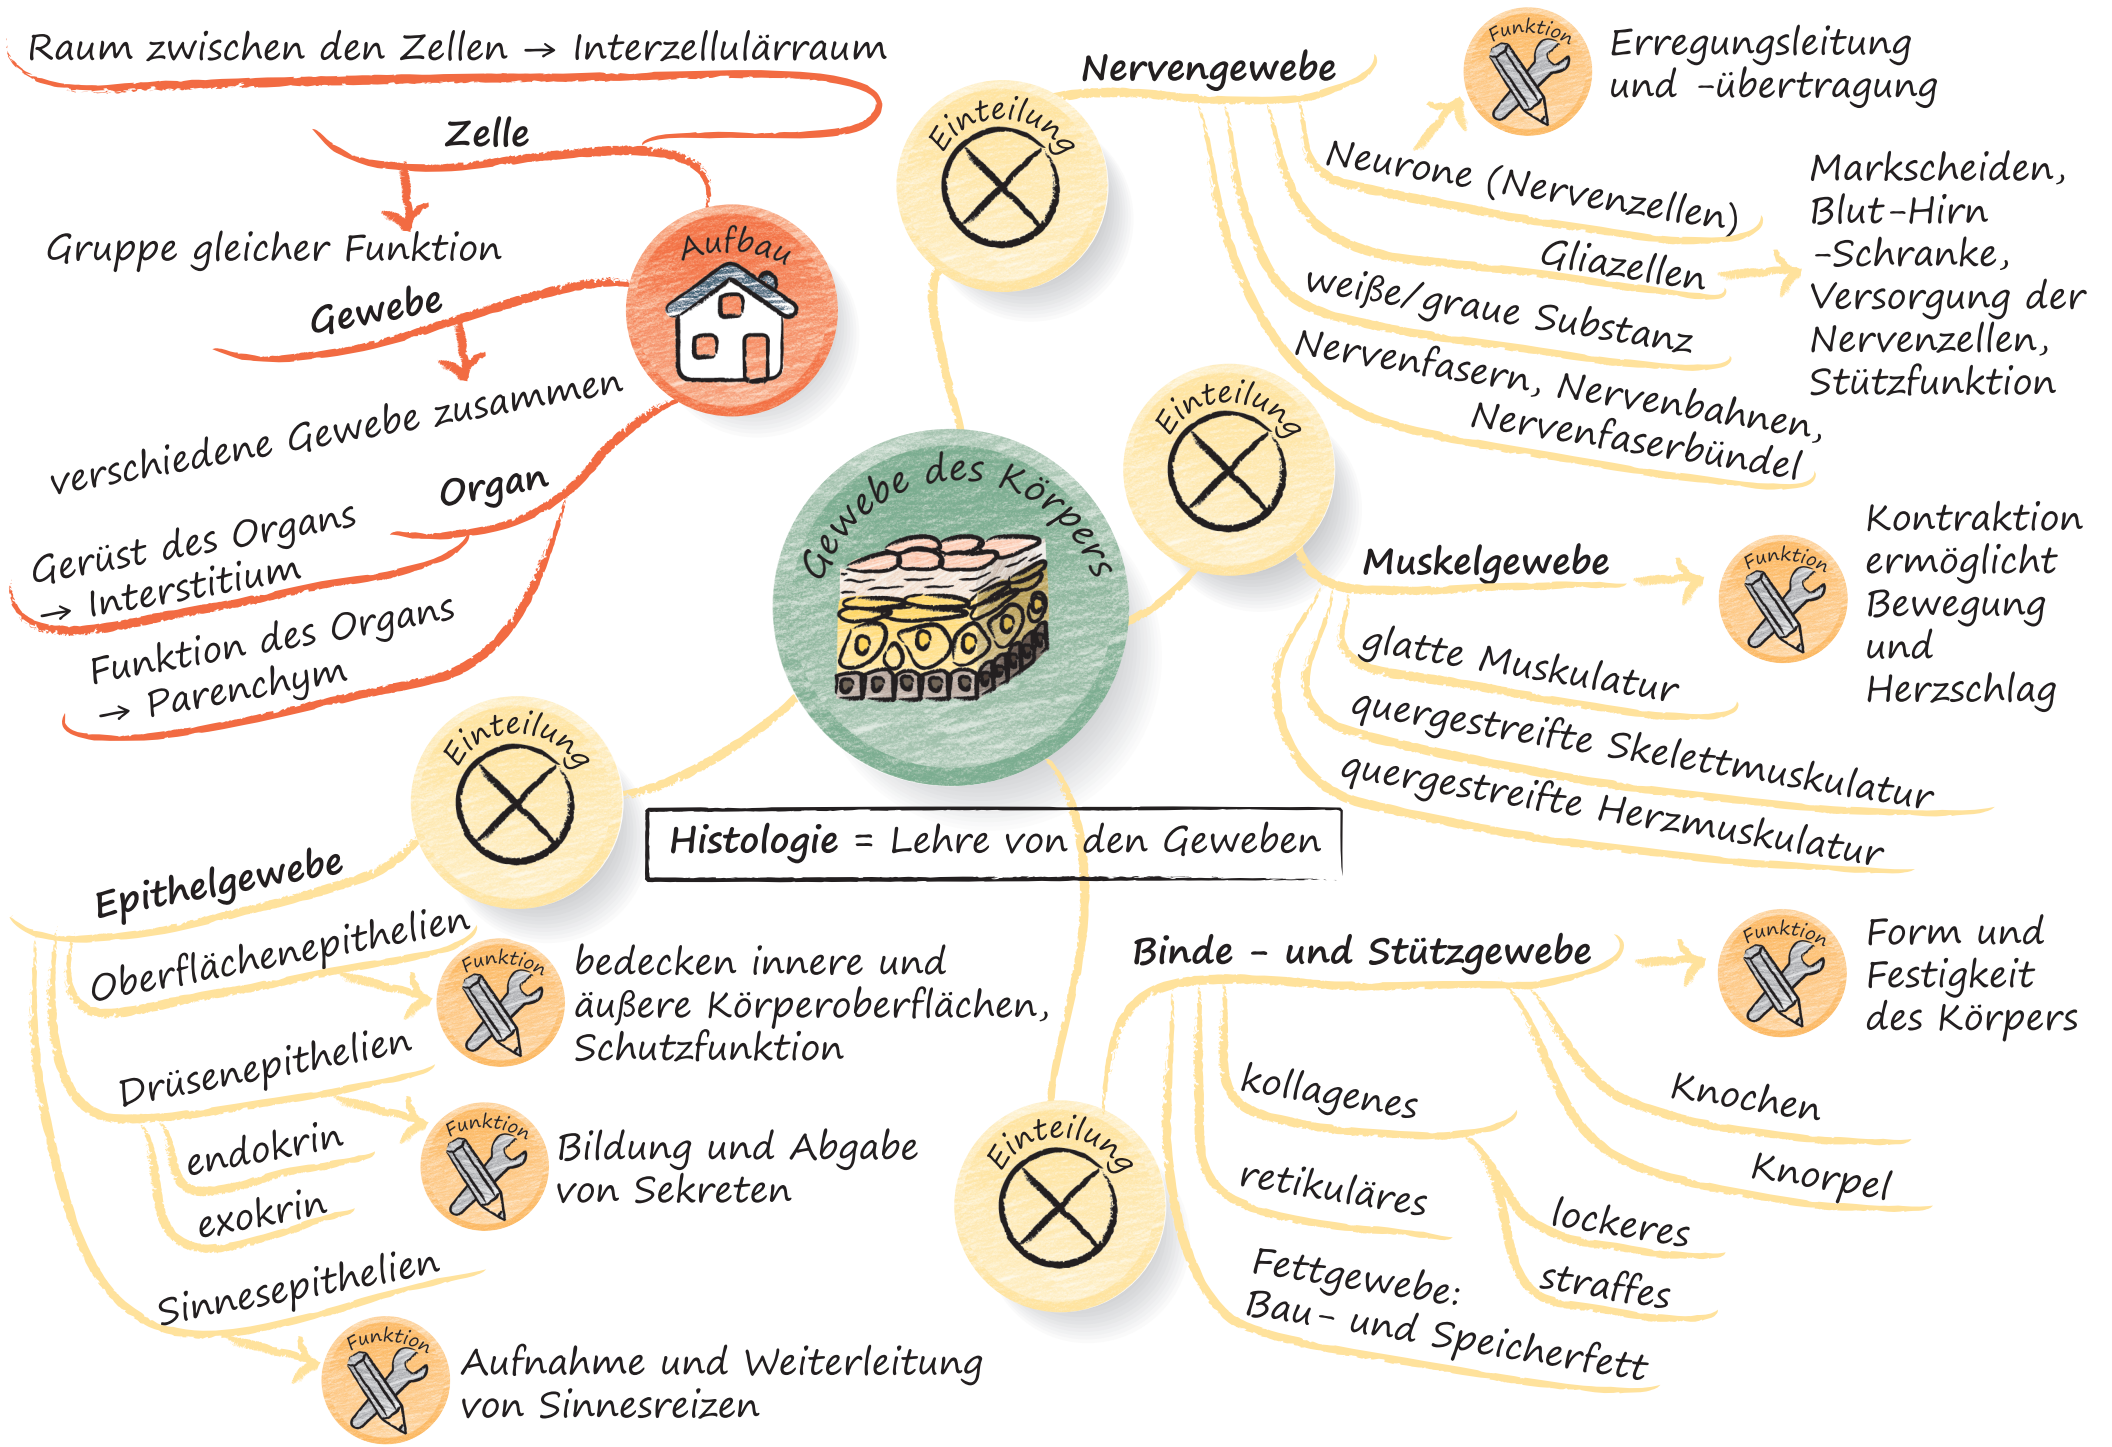 Raum zwischen den Zellen → Interzellulärraum
Zelle
Gruppe gleicher Funktion
Gewebe
verschiedene Gewebe zusammen
Organ
Gerüst des Organs
→ Interstitium
Funktion des Organs
→ Parenchym
Aufbau
Gewebe des Körpers
Histologie = Lehre von den Geweben
Einteilung
Nervengewebe
Neurone (Nervenzellen)
Funktion
Erregungsleitung
und -übertragung
Gliazellen
Markscheiden,
Blut-Hirn
-Schranke,
Versorgung der
Nervenzellen,
Stützfunktion
weiße/graue Substanz
Nervenfasern, Nervenbahnen,
Nervenfaserbündel
Einteilung
Muskelgewebe
Funktion
Kontraktion
ermöglicht
Bewegung
und
Herzschlag
glatte Muskulatur
quergestreifte Skelettmuskulatur
quergestreifte Herzmuskulatur
Einteilung
Epithelgewebe
Oberflächenepithelien
Funktion
bedecken innere und
äußere Körperoberflächen,
Schutzfunktion
Drüsenepithelien
Funktion
Bildung und Abgabe
von Sekreten
endokrin
exokrin
Sinnesepithelien
Funktion
Aufnahme und Weiterleitung
von Sinnesreizen
Einteilung
Binde - und Stützgewebe
Funktion
Form und
Festigkeit
des Körpers
kollagenes
lockeres
straffes
retikuläres
Fettgewebe:
Bau- und Speicherfett
Knochen
Knorpel